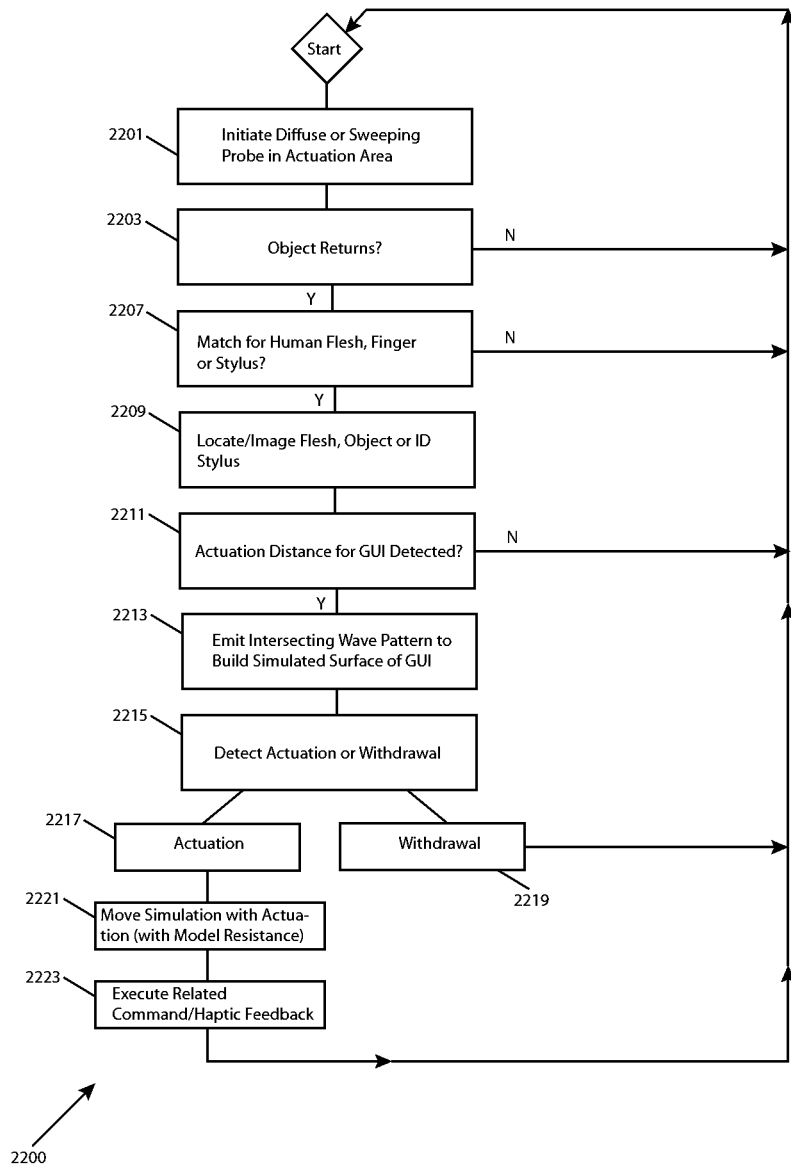 Start
2201
Initiate Diffuse or Sweeping
Probe in Actuation Area
2203
Object Returns?
N
Y
2207
Match for Human Flesh, Finger
or Stylus?
N
Y
2209
Locate/Image Flesh, Object or ID
Stylus
2211
Actuation Distance for GUI Detected?
N
Y
2213
Emit Intersecting Wave Pattern to
Build Simulated Surface of GUI
2215
Detect Actuation or Withdrawal
2217
Actuation
Withdrawal
2219
2221
Move Simulation with Actua-
tion (with Model Resistance)
2223
Execute Related
Command/Haptic Feedback
2200